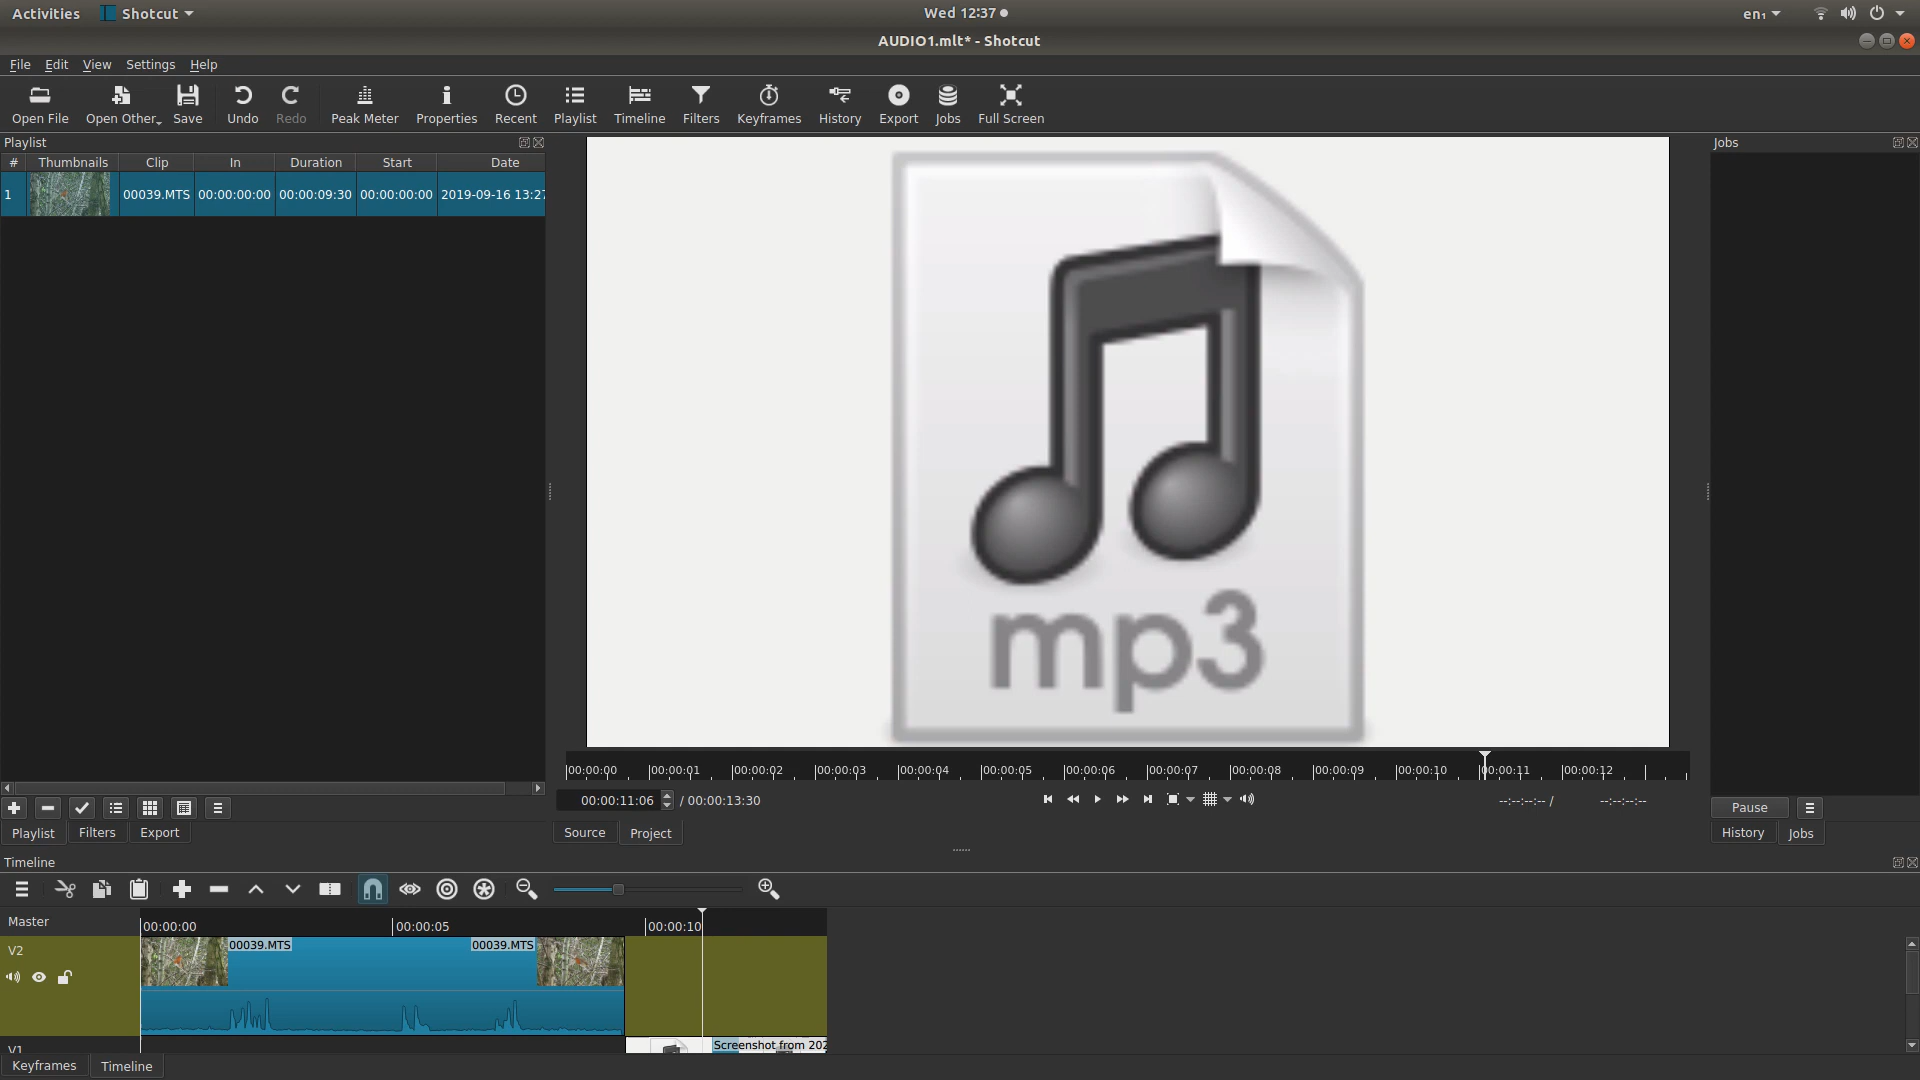 Activities Shotcut Wed 12:37 en₁
AUDIO1.mlt* - Shotcut
File Edit View Settings Help
Open File Open Other Save Undo Redo Peak Meter Properties Recent Playlist Timeline Filters Keyframes History Export Jobs Full Screen
Playlist
# Thumbnails Clip In Duration Start Date
1 00039.MTS 00:00:00:00 00:00:09:30 00:00:00:00 2019-09-16 13:27
mp3
Jobs
00:00:00 00:00:01 00:00:02 00:00:03 00:00:04 00:00:05 00:00:06 00:00:07 00:00:08 00:00:09 00:00:10 00:00:11 00:00:12
00:00:11:06 / 00:00:13:30 --:--:--:-- / --:--:--:--
Pause
Playlist Filters Export
Source Project
History Jobs
Timeline
Master
00:00:00 00:00:05 00:00:10
V2
00039.MTS 00039.MTS
V1
Screenshot from 202
Keyframes Timeline